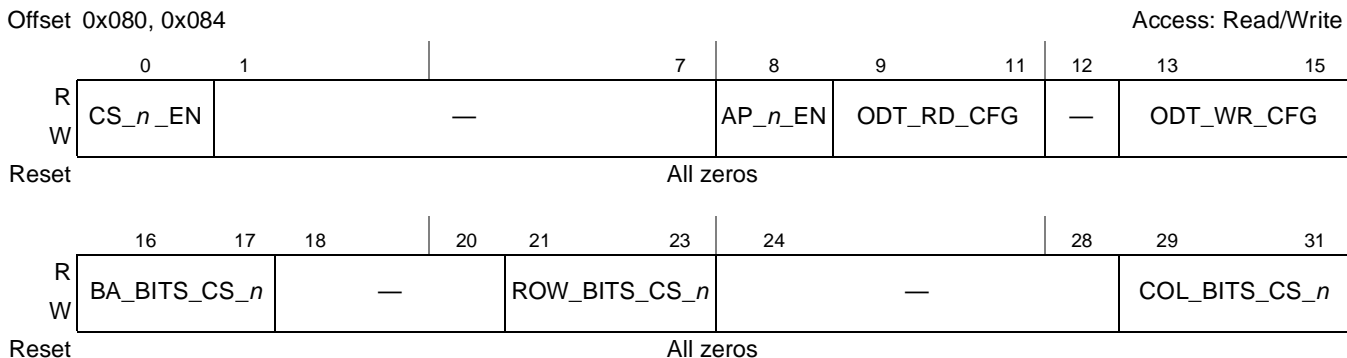 Offset 0x080, 0x084 Access: Read/Write
0 1 7 8 9 11 12 13 15
R
W
CS_n_EN — AP_n_EN ODT_RD_CFG — ODT_WR_CFG
Reset All zeros
16 17 18 20 21 23 24 28 29 31
R
W
BA_BITS_CS_n — ROW_BITS_CS_n — COL_BITS_CS_n
Reset All zeros